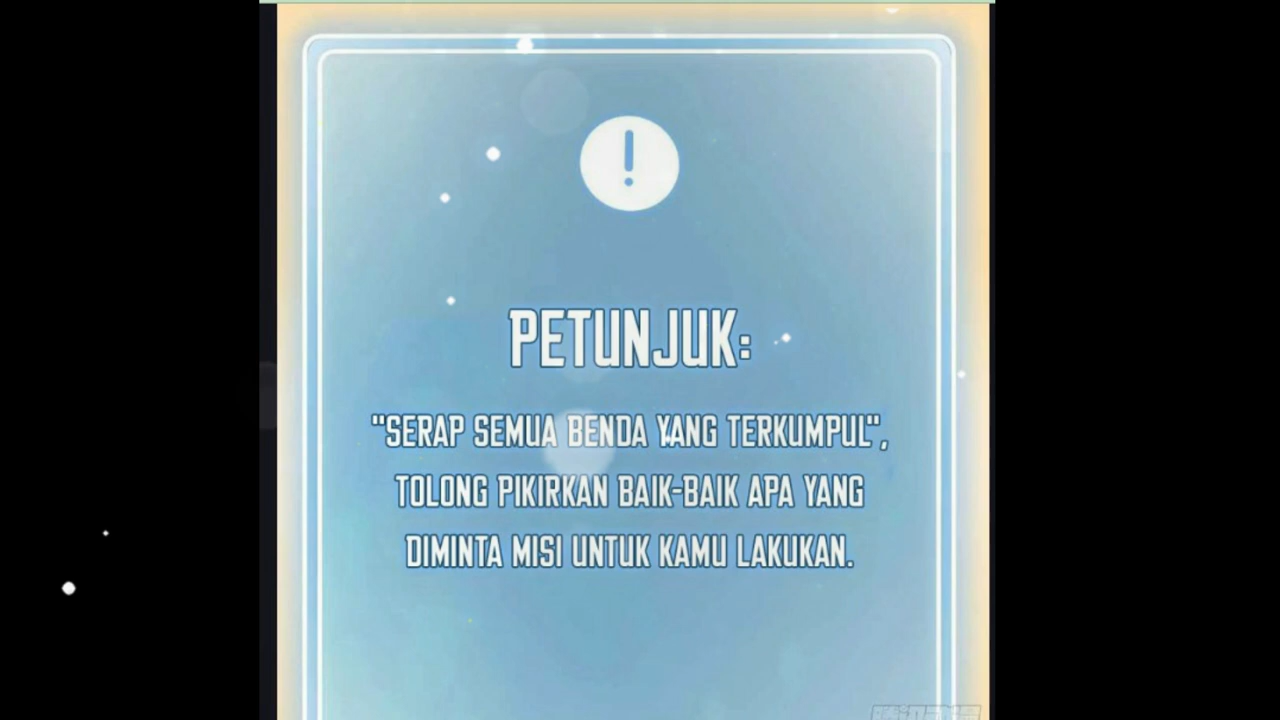 !
PETUNJUK:
"SERAP SEMUA BENDA YANG TERKUMPUL",
TOLONG PIKIRKAN BAIK-BAIK APA YANG
DIMINTA MISI UNTUK KAMU LAKUKAN.